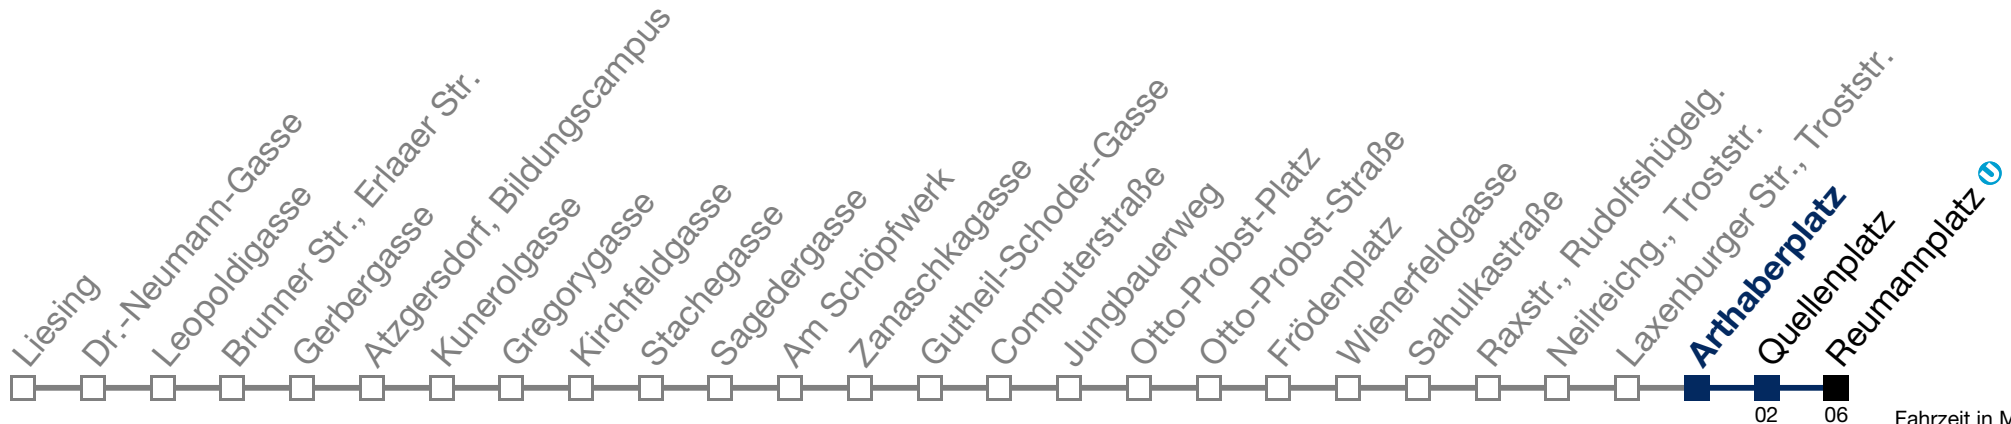 Liesing
Dr.-Neumann-Gasse
Leopoldigasse
Brunner Str., Erlaaer Str.
Gerbergasse
Atzgersdorf, Bildungscampus
Kunerolgasse
Gregorygasse
Kirchfeldgasse
Stachegasse
Sagedergasse
Am Schöpfwerk
Zanaschkagasse
Gutheil-Schoder-Gasse
Computerstraße
Jungbauerweg
Otto-Probst-Platz
Otto-Probst-Straße
Frödenplatz
Wienerfeldgasse
Sahulkastraße
Raxstr., Rudolfshügelg.
Neilreichg., Troststr.
Laxenburger Str., Troststr.
Arthaberplatz
Quellenplatz
Reumannplatz U
02 06
Fahrzeit in M